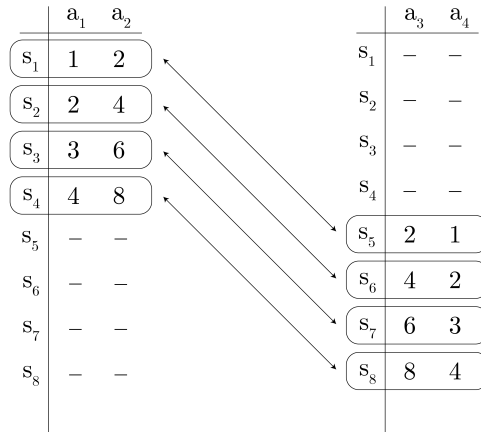 a₁ a₂
s₁ 1 2
s₂ 2 4
s₃ 3 6
s₄ 4 8
s₅ – –
s₆ – –
s₇ – –
s₈ – –
a₃ a₄
s₁ – –
s₂ – –
s₃ – –
s₄ – –
s₅ 2 1
s₆ 4 2
s₇ 6 3
s₈ 8 4